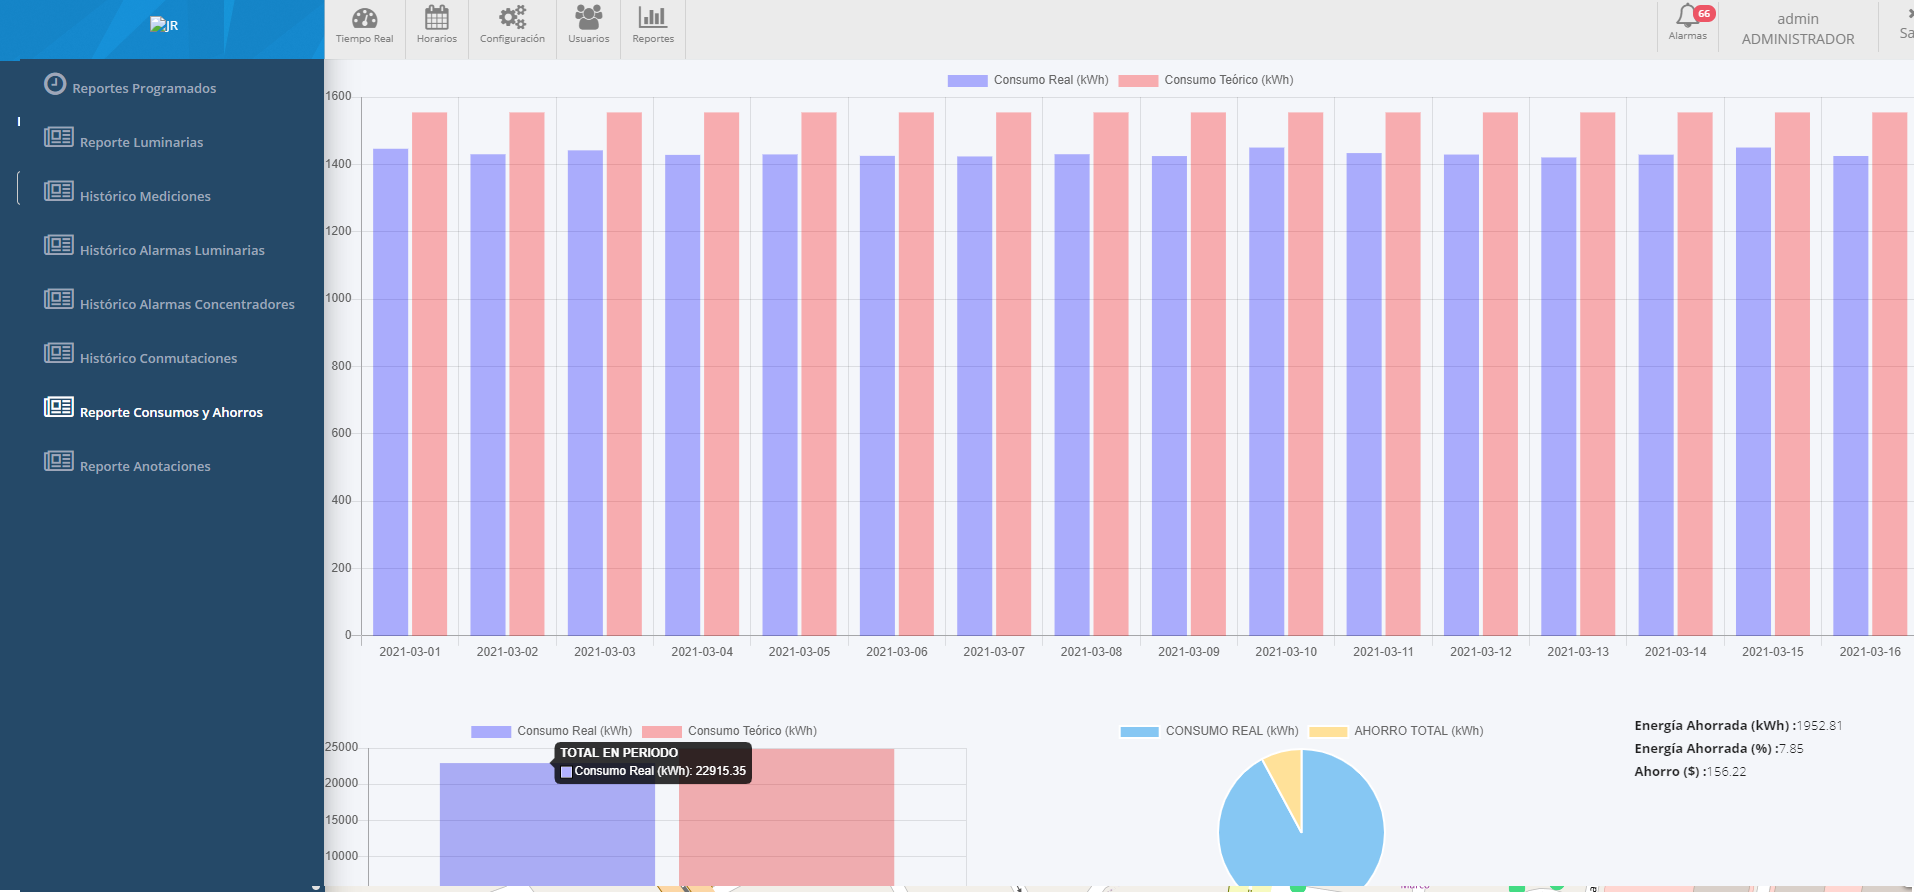 JR
Tiempo Real
Horarios
Configuración
Usuarios
Reportes
66
Alarmas
admin
ADMINISTRADOR
Sa
Reportes Programados
Reporte Luminarias
Histórico Mediciones
Histórico Alarmas Luminarias
Histórico Alarmas Concentradores
Histórico Conmutaciones
Reporte Consumos y Ahorros
Reporte Anotaciones
Consumo Real (kWh) Consumo Teórico (kWh)
1600
1400
1200
1000
800
600
400
200
0
2021-03-01 2021-03-02 2021-03-03 2021-03-04 2021-03-05 2021-03-06 2021-03-07 2021-03-08 2021-03-09 2021-03-10 2021-03-11 2021-03-12 2021-03-13 2021-03-14 2021-03-15 2021-03-16
Consumo Real (kWh) Consumo Teórico (kWh)
25000
20000
15000
10000
TOTAL EN PERIODO
Consumo Real (kWh): 22915.35
CONSUMO REAL (kWh) AHORRO TOTAL (kWh)
Energía Ahorrada (kWh) :1952.81
Energía Ahorrada (%) :7.85
Ahorro ($) :156.22